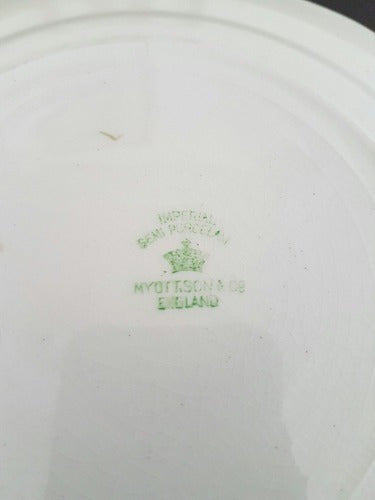 IMPERIAL
SEMI PORCELAIN
MYOTT.SON & CO
ENGLAND